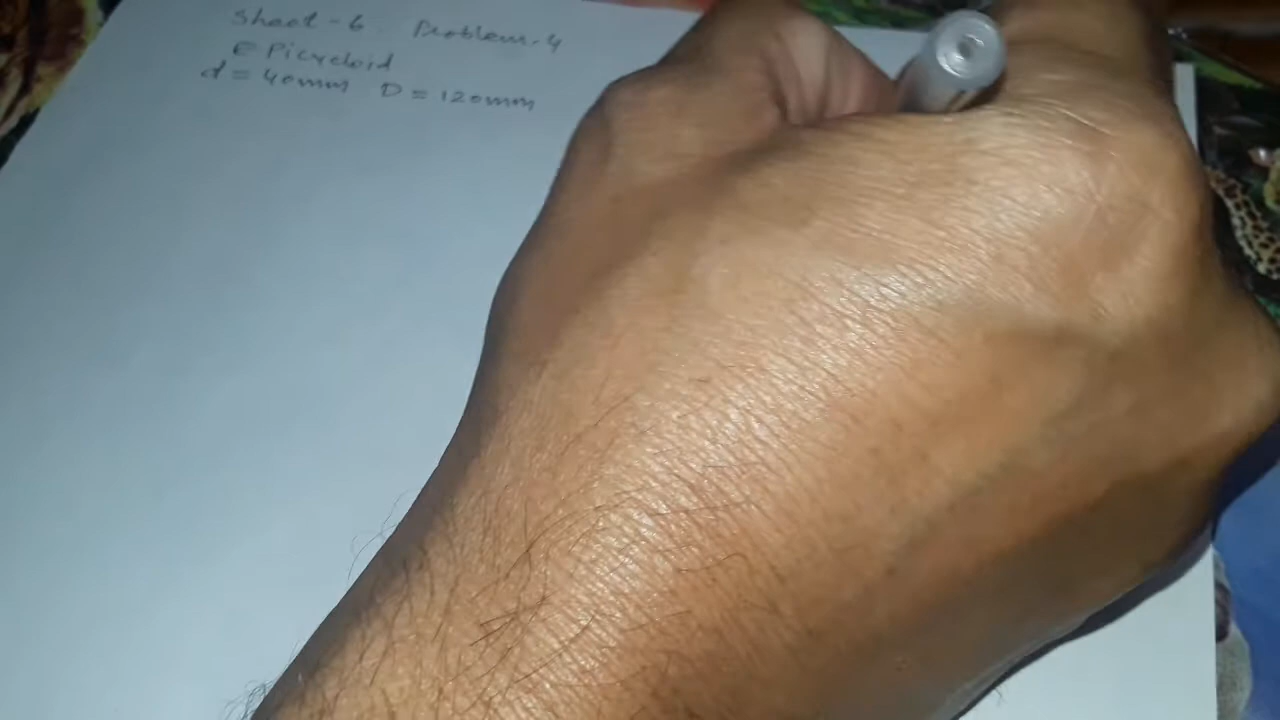 Sheet-6 Problem-4
EPicycloid
d = 40mm D = 120mm